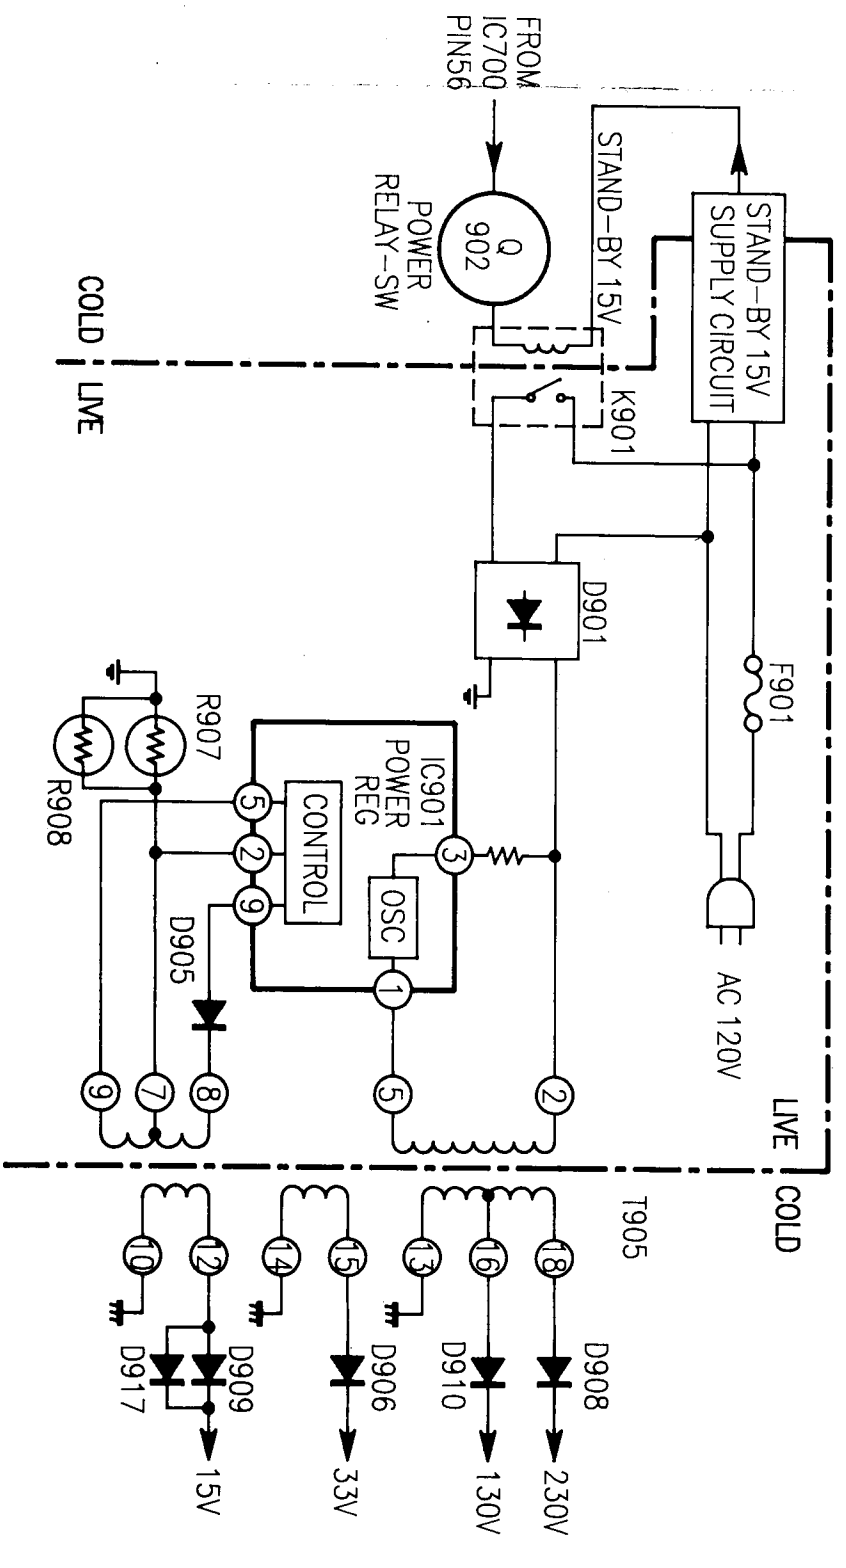 FROM
IC700
PIN56
Q
902
POWER
RELAY-SW
STAND-BY 15V
STAND-BY 15V
SUPPLY CIRCUIT
K901
COLD
LIVE
D901
F901
AC 120V
LIVE
COLD
R907
R908
IC901
POWER
REG
CONTROL
OSC
5
2
9
3
1
D905
9
7
8
5
2
T905
18
16
13
15
14
12
10
D908
230V
D910
130V
D906
33V
D909
D917
15V